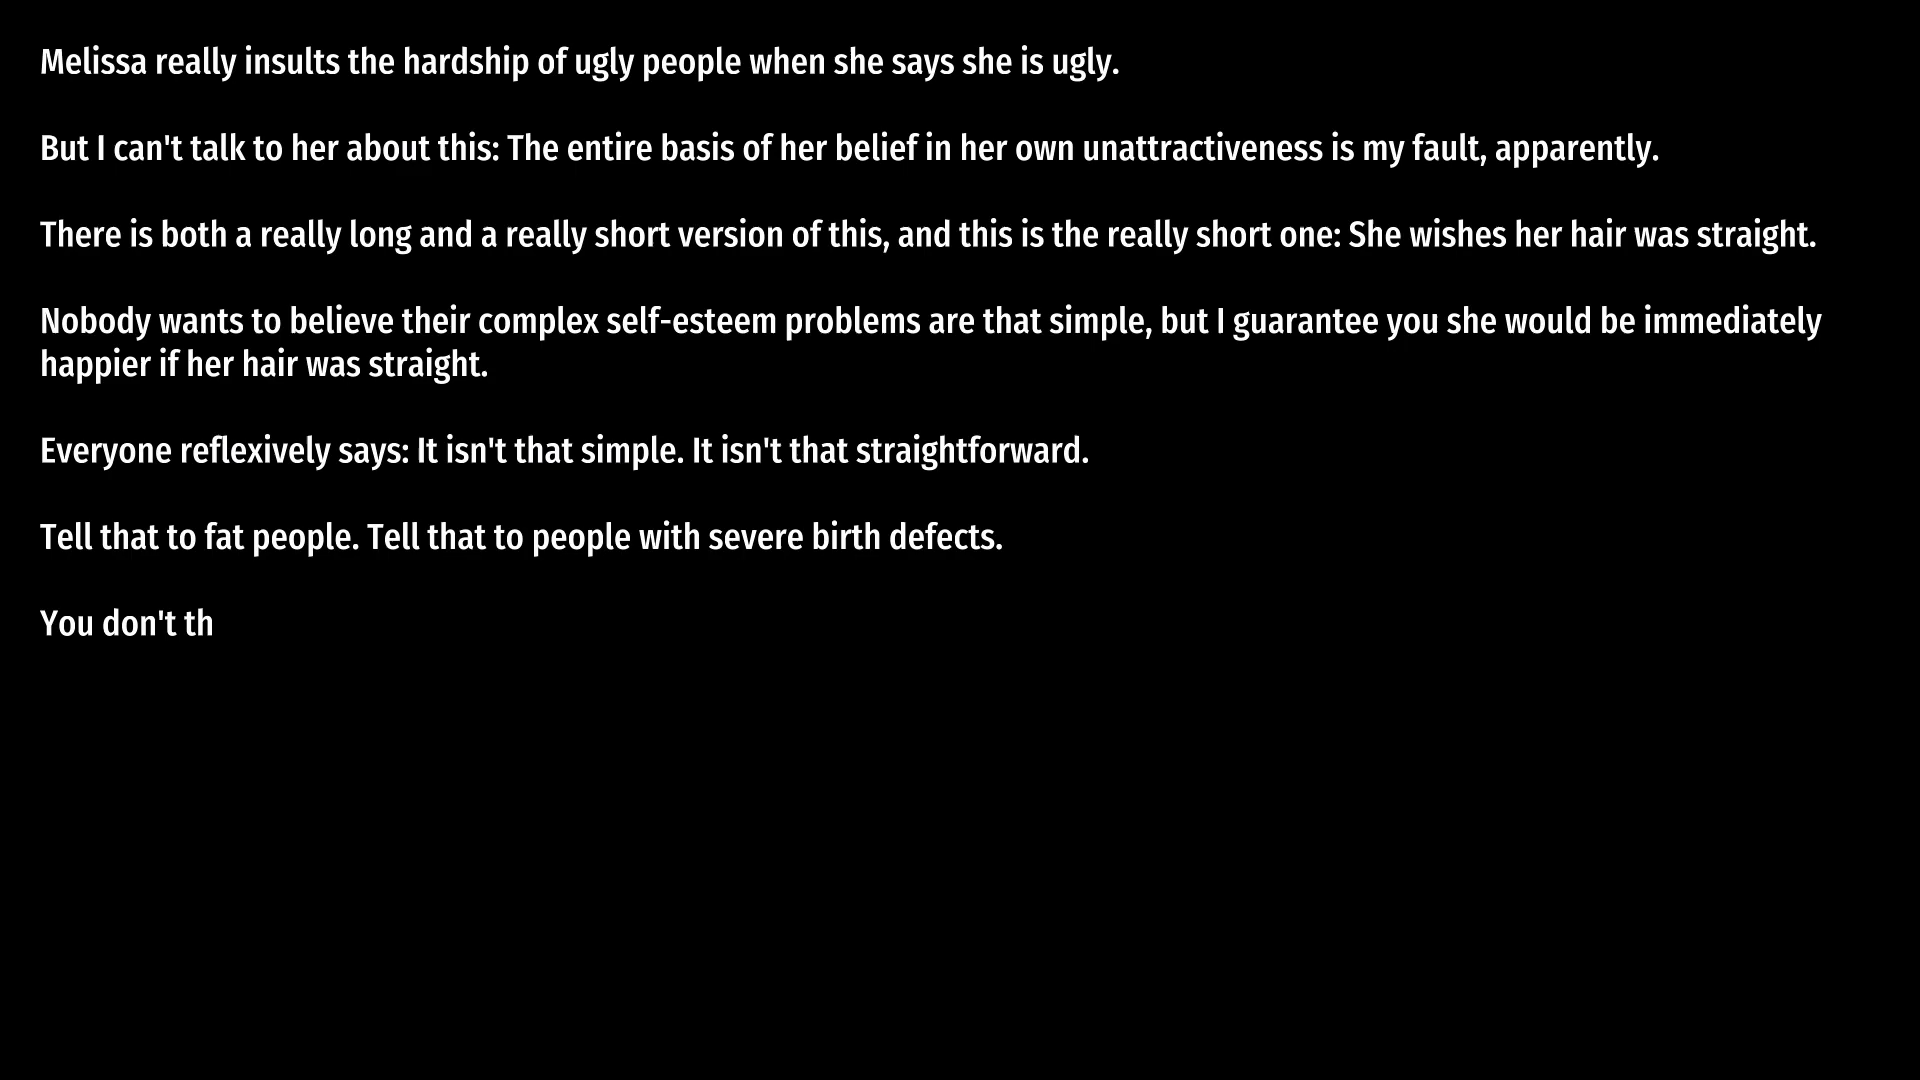 Melissa really insults the hardship of ugly people when she says she is ugly.
But I can't talk to her about this: The entire basis of her belief in her own unattractiveness is my fault, apparently.
There is both a really long and a really short version of this, and this is the really short one: She wishes her hair was straight.
Nobody wants to believe their complex self-esteem problems are that simple, but I guarantee you she would be immediately
happier if her hair was straight.
Everyone reflexively says: It isn't that simple. It isn't that straightforward.
Tell that to fat people. Tell that to people with severe birth defects.
You don't th